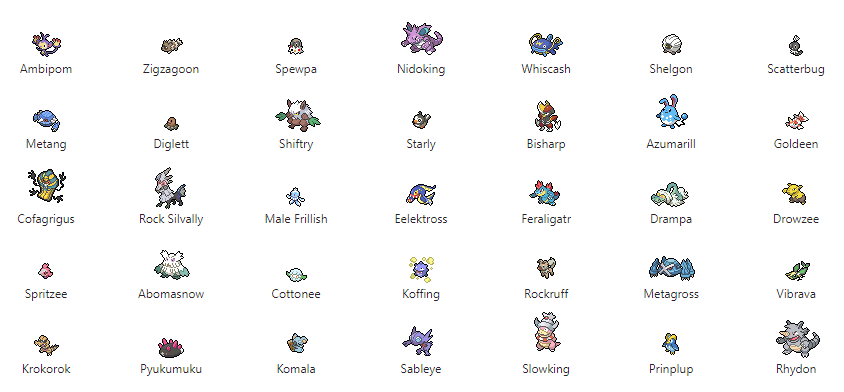 Ambipom Zigzagoon Spewpa Nidoking Whiscash Shelgon Scatterbug
Metang Diglett Shiftry Starly Bisharp Azumarill Goldeen
Cofagrigus Rock Silvally Male Frillish Eelektross Feraligatr Drampa Drowzee
Spritzee Abomasnow Cottonee Koffing Rockruff Metagross Vibrava
Krokorok Pyukumuku Komala Sableye Slowking Prinplup Rhydon